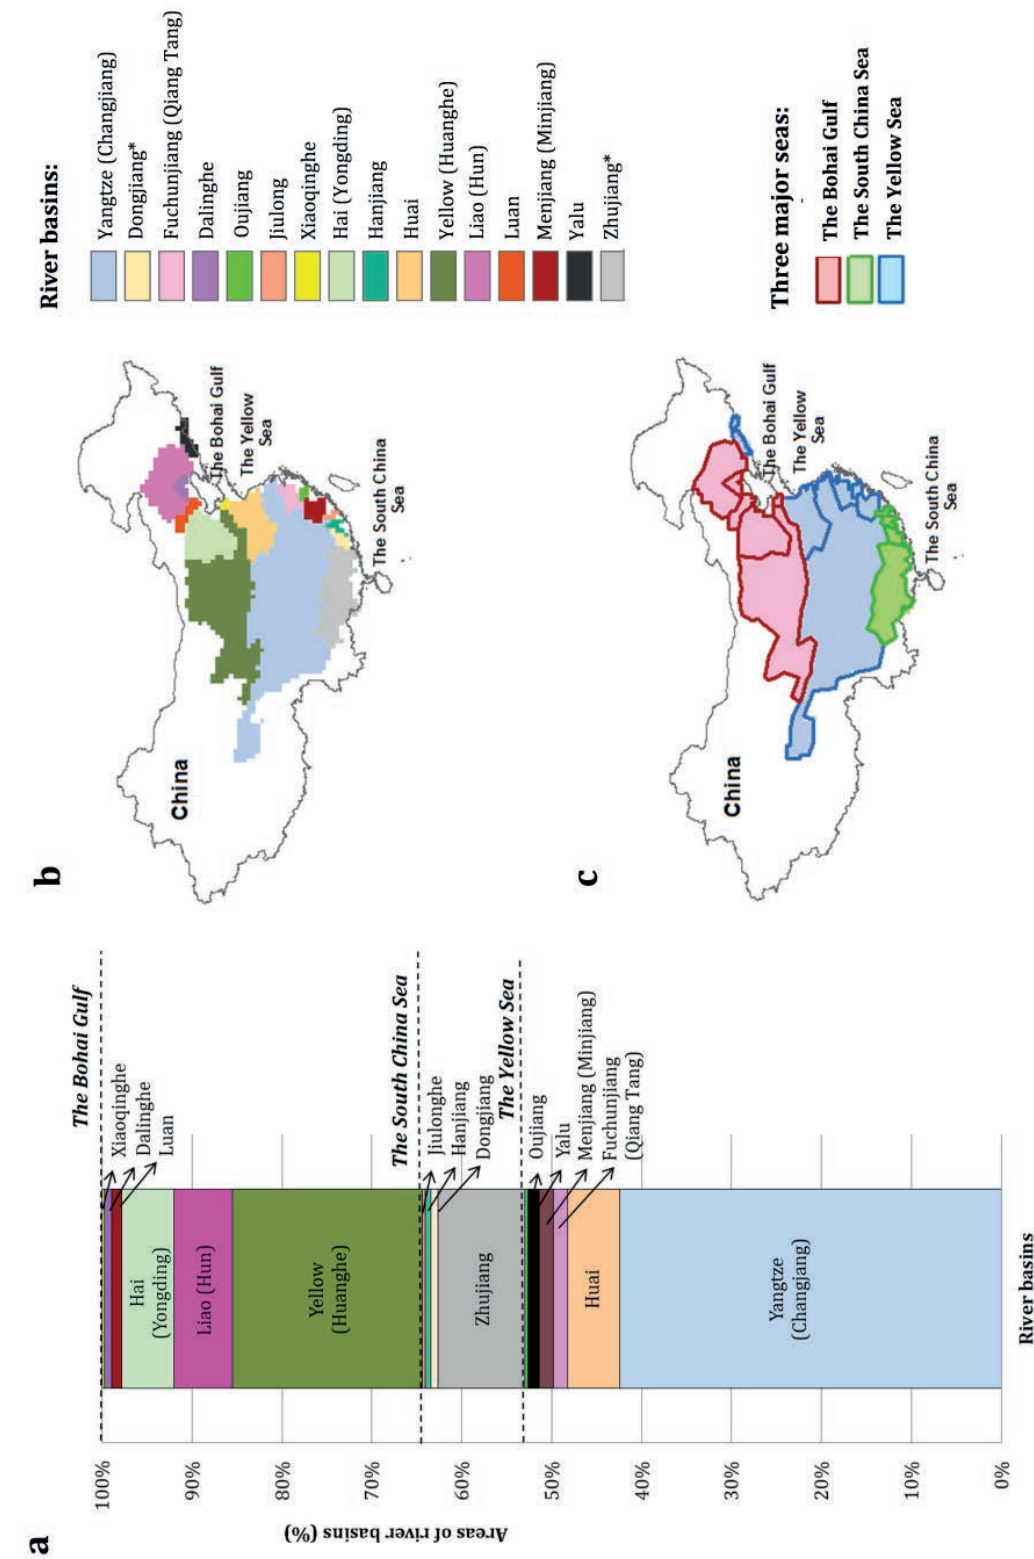 a
Areas of river basins (%)
100%
90%
80%
70%
60%
50%
40%
30%
20%
10%
0%
The Bohai Gulf
Xiaoqinghe
Dalinghe
Luan
Hai
(Yongding)
Liao (Hun)
Yellow
(Huanghe)
The South China Sea
Jiulonghe
Hanjiang
Dongjiang
Zhujiang
The Yellow Sea
Oujiang
Yalu
Menjiang (Minjiang)
Fuchunjiang
(Qiang Tang)
Huai
Yangtze
(Changjang)
River basins
b
China
The Bohai Gulf
The Yellow
Sea
The South China
Sea
River basins:
Yangtze (Changjiang)
Dongjiang*
Fuchunjiang (Qiang Tang)
Dalinghe
Oujiang
Jiulong
Xiaoqinghe
Hai (Yongding)
Hanjiang
Huai
Yellow (Huanghe)
Liao (Hun)
Luan
Menjiang (Minjiang)
Yalu
Zhujiang*
c
China
The Bohai Gulf
The Yellow
Sea
The South China
Sea
Three major seas:
The Bohai Gulf
The South China Sea
The Yellow Sea